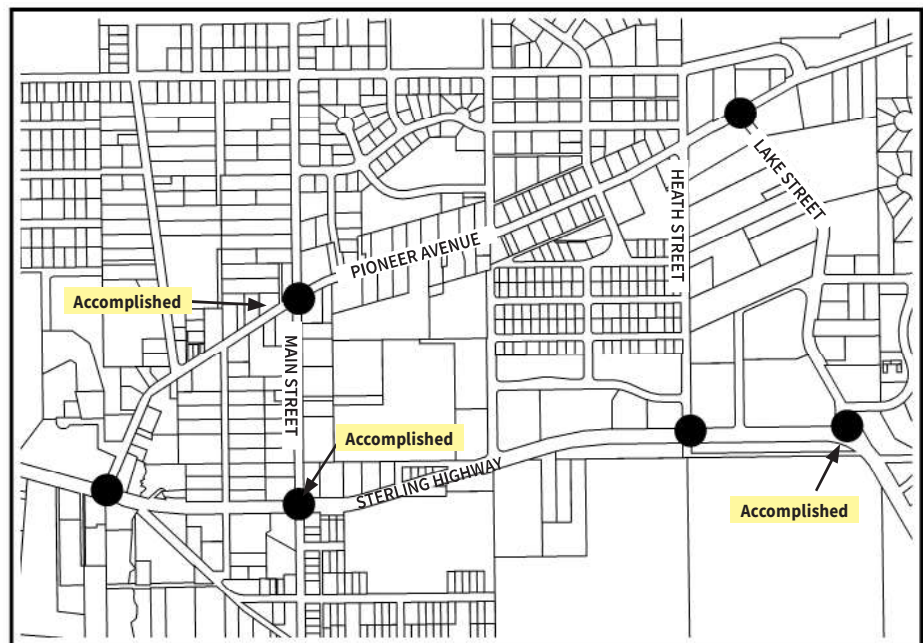 LAKE STREET
HEATH STREET
PIONEER AVENUE
Accomplished
MAIN STREET
Accomplished
STERLING HIGHWAY
Accomplished